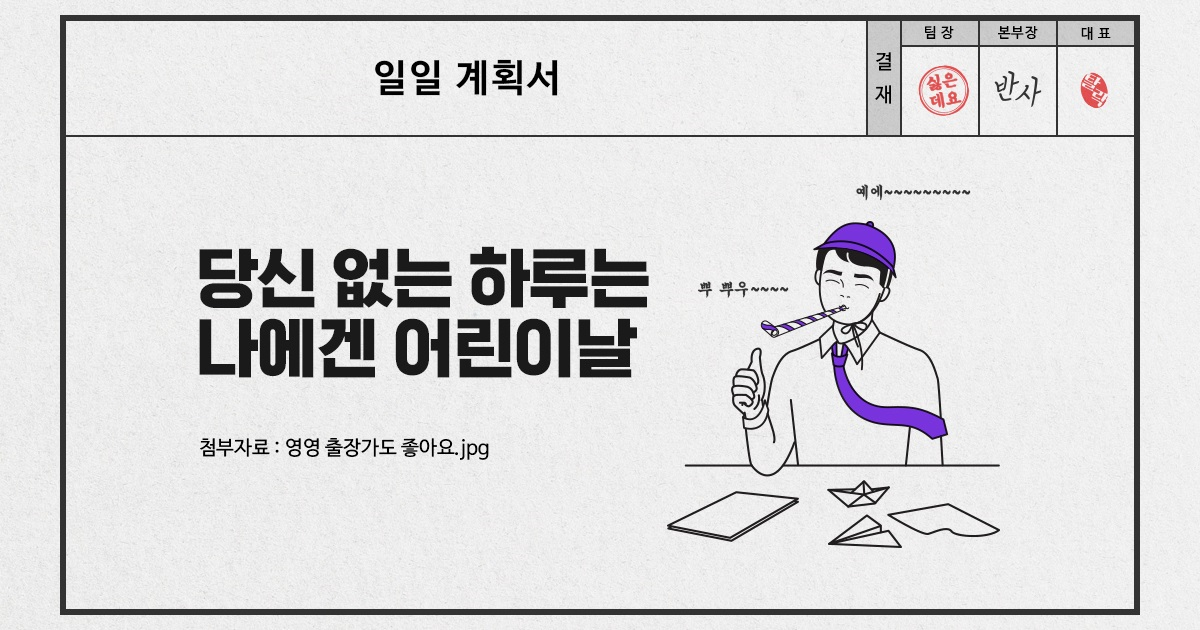 일일 계획서
결
재
팀 장
본부장
대 표
싫은
데요
반사
예에~~~~~~~~~
당신 없는 하루는
나에겐 어린이날
뿌 뿌우~~~~
첨부자료 : 영영 출장가도 좋아요.jpg